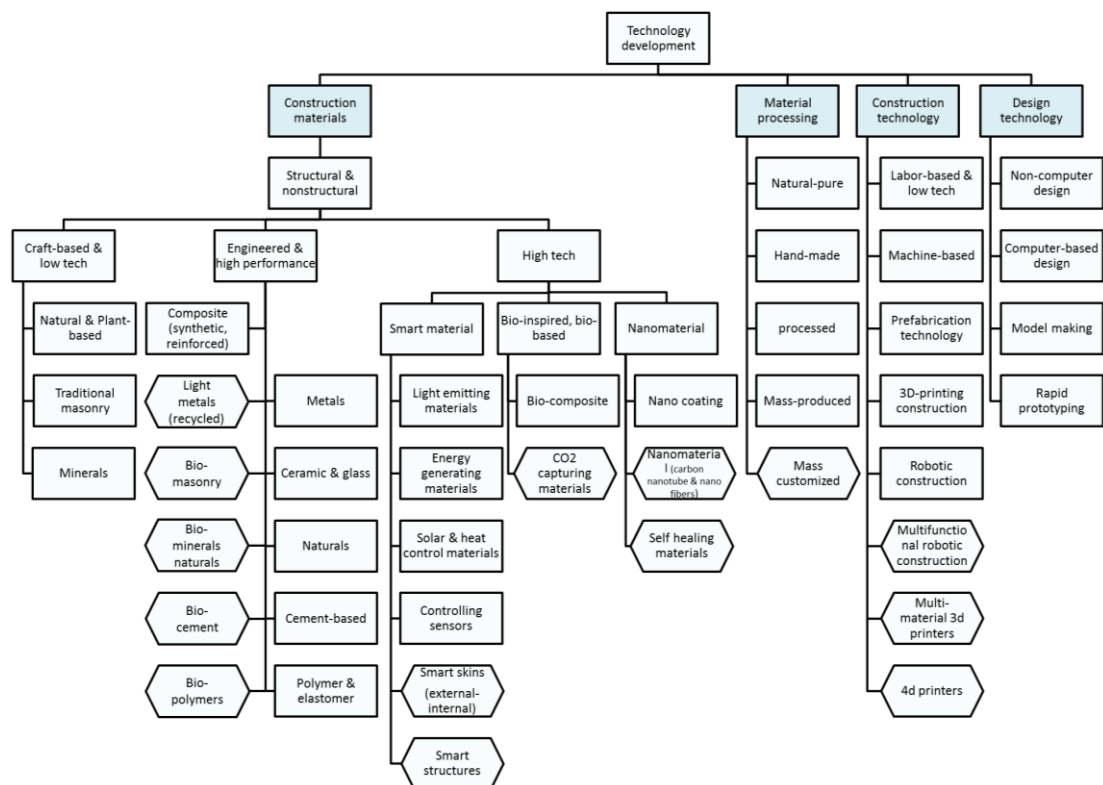 Technology
development
Construction
materials
Material
processing
Construction
technology
Design
technology
Structural &
nonstructural
Natural-pure
Labor-based &
low tech
Non-computer
design
Craft-based &
low tech
Engineered &
high performance
High tech
Hand-made
Machine-based
Computer-based
design
Natural & Plant-
based
Composite
(synthetic,
reinforced)
Smart material
Bio-inspired, bio-
based
Nanomaterial
processed
Prefabrication
technology
Model making
Traditional
masonry
Light
metals
(recycled)
Metals
Light emitting
materials
Bio-composite
Nano coating
Mass-produced
3D-printing
construction
Rapid
prototyping
Minerals
Bio-
masonry
Ceramic & glass
Energy
generating
materials
CO2
capturing
materials
Nanomateria
l (carbon
nanotube & nano
fibers)
Mass
customized
Robotic
construction
Bio-
minerals
naturals
Naturals
Solar & heat
control materials
Self healing
materials
Multifunctio
nal robotic
construction
Bio-
cement
Cement-based
Controlling
sensors
Multi-
material 3d
printers
Bio-
polymers
Polymer &
elastomer
Smart skins
(external-
internal)
4d printers
Smart
structures